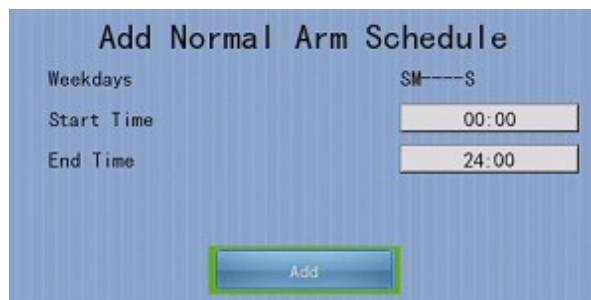 Add Normal Arm Schedule
Weekdays SM----S
Start Time 00:00
End Time 24:00
Add